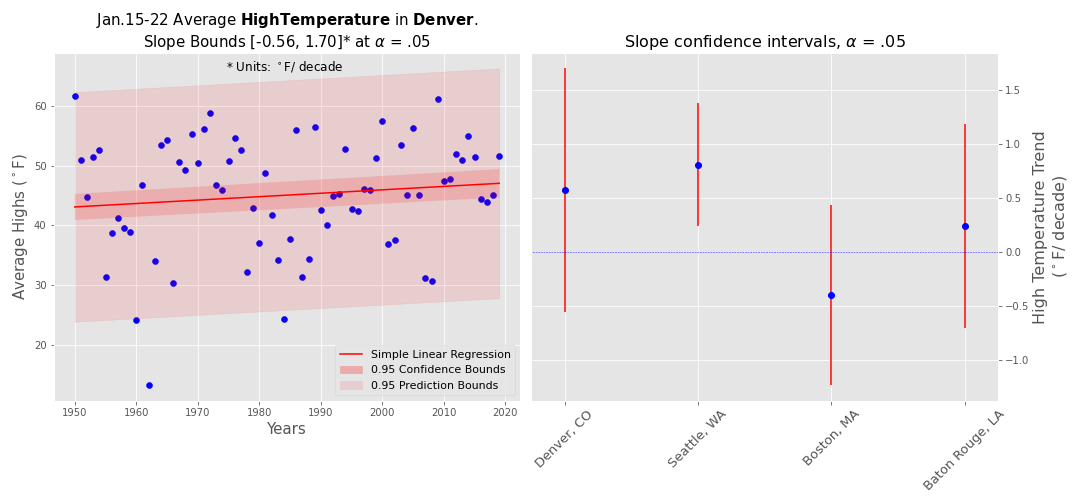 Jan.15-22 Average HighTemperature in Denver.
Slope Bounds [-0.56, 1.70]* at α = .05
* Units: ˚F/ decade
Average Highs (˚F)
60
50
40
30
20
1950
1960
1970
1980
1990
2000
2010
2020
Years
Simple Linear Regression
0.95 Confidence Bounds
0.95 Prediction Bounds
Slope confidence intervals, α = .05
1.5
1.0
0.5
0.0
−0.5
−1.0
High Temperature Trend
(˚F/ decade)
Denver, CO
Seattle, WA
Boston, MA
Baton Rouge, LA